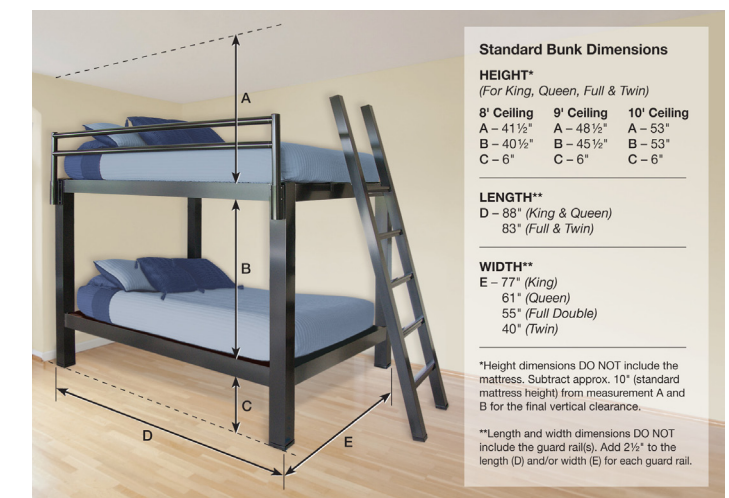 Standard Bunk Dimensions
HEIGHT*
(For King, Queen, Full & Twin)
8' Ceiling 9' Ceiling 10' Ceiling
A – 41½" A – 48½" A – 53"
B – 40½" B – 45½" B – 53"
C – 6" C – 6" C – 6"
LENGTH**
D – 88" (King & Queen)
83" (Full & Twin)
WIDTH**
E – 77" (King)
61" (Queen)
55" (Full Double)
40" (Twin)
*Height dimensions DO NOT include the
mattress. Subtract approx. 10" (standard
mattress height) from measurement A and
B for the final vertical clearance.
**Length and width dimensions DO NOT
include the guard rail(s). Add 2½" to the
length (D) and/or width (E) for each guard rail.
A
B
C
D
E